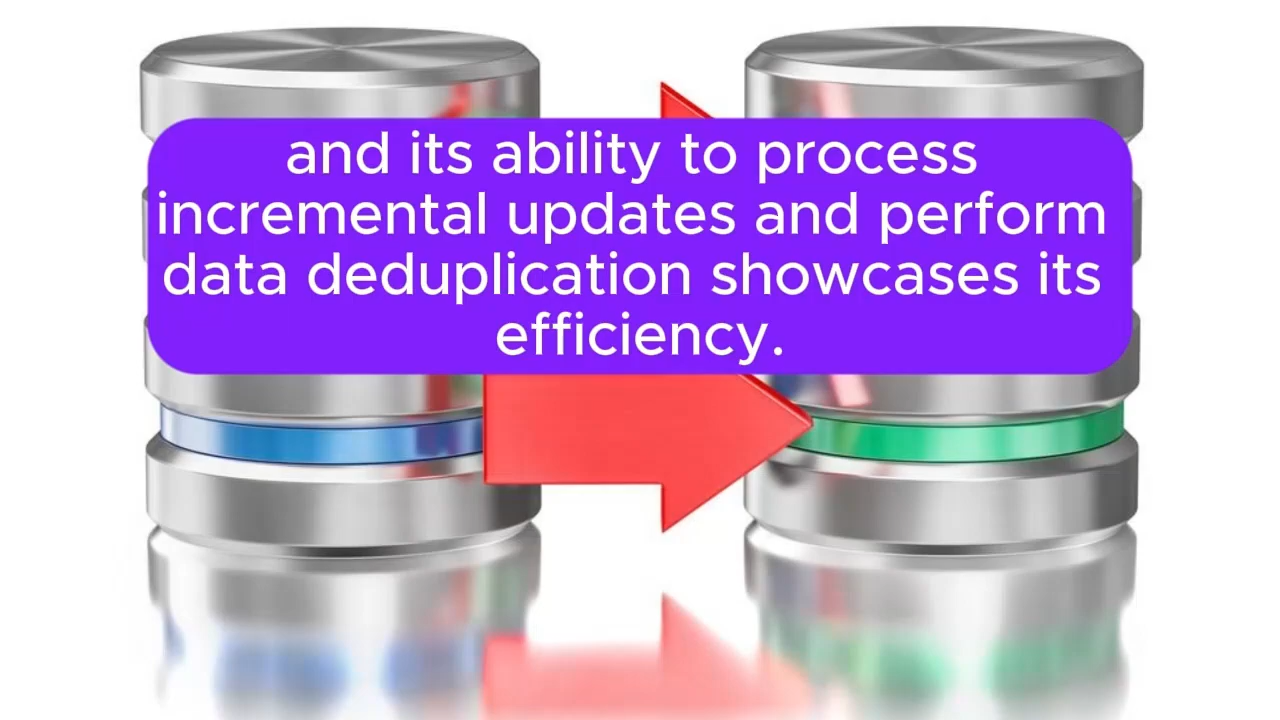 and its ability to process
incremental updates and perform
data deduplication showcases its
efficiency.